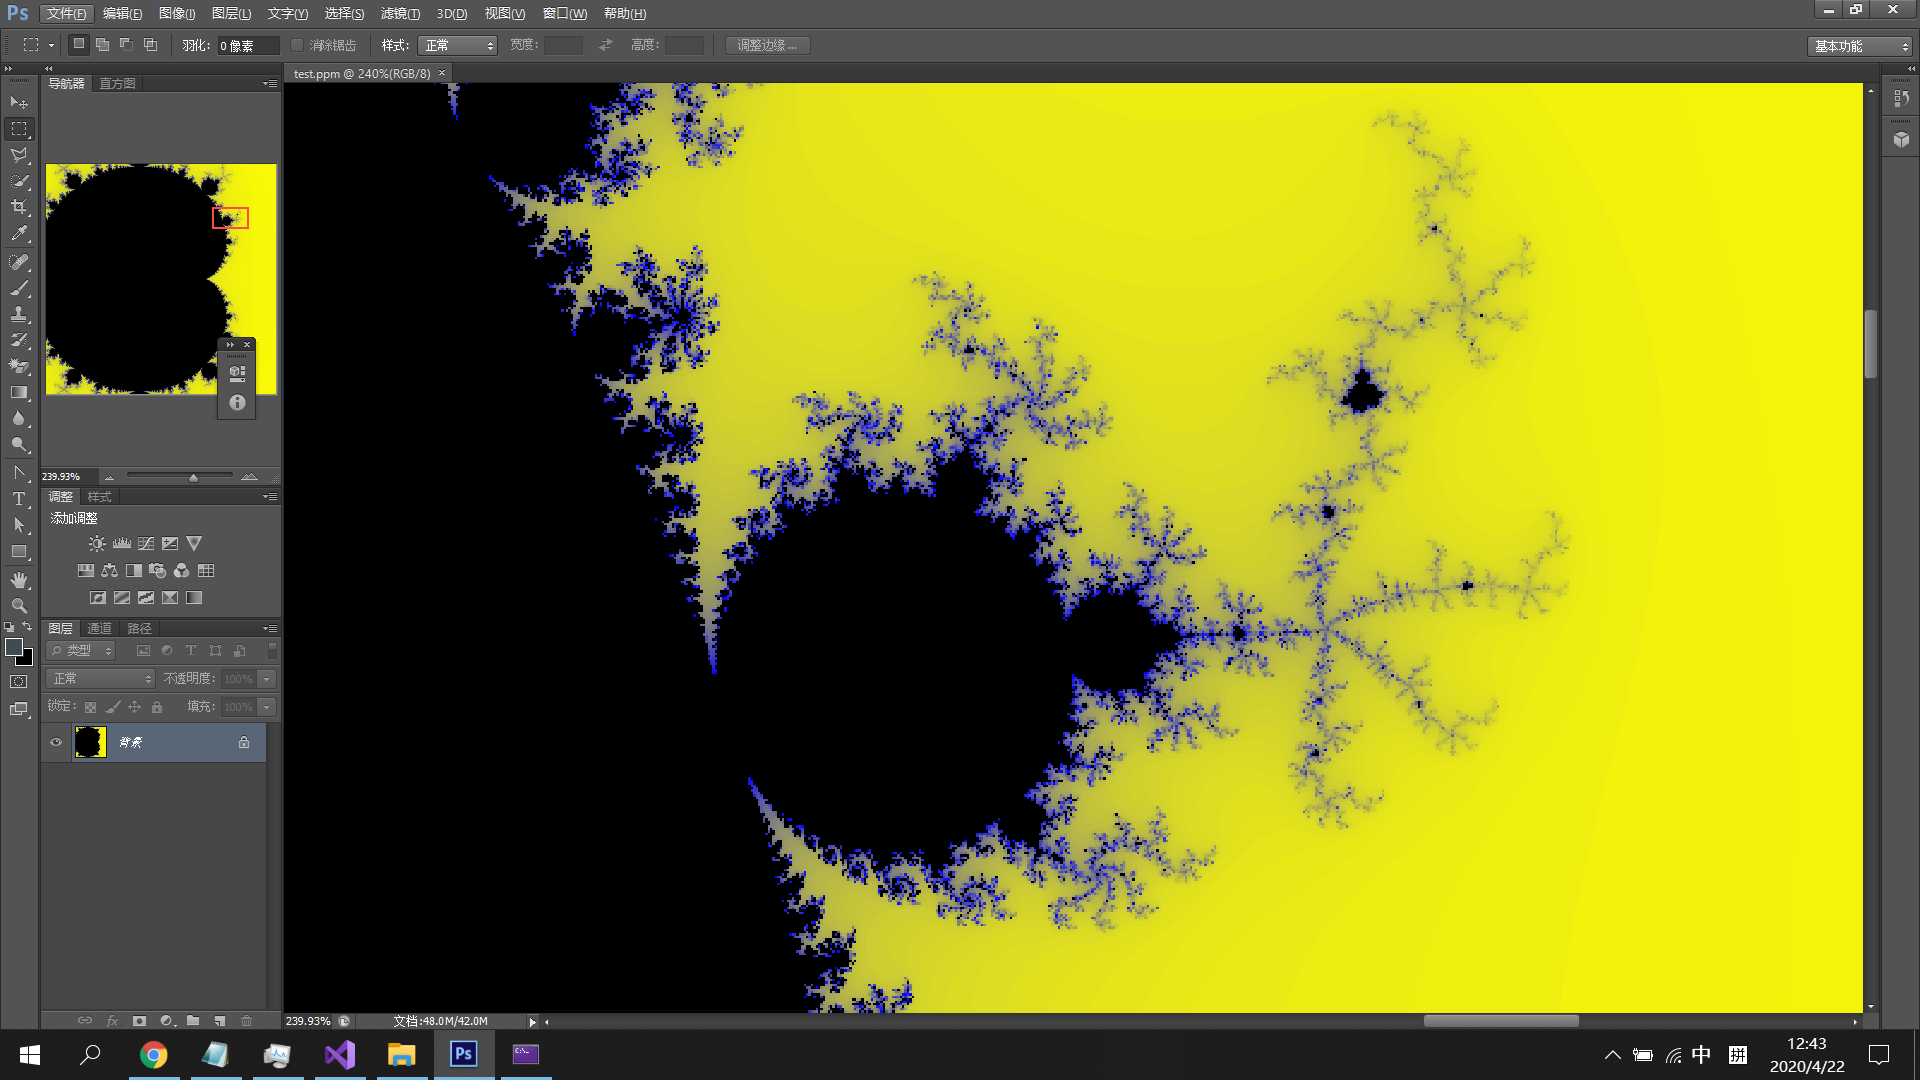 Ps 文件(F) 编辑(E) 图像(I) 图层(L) 文字(Y) 选择(S) 滤镜(T) 3D(D) 视图(V) 窗口(W) 帮助(H)
羽化: 0 像素 消除锯齿 样式: 正常 宽度: 高度: 调整边缘... 基本功能
导航器 直方图
test.ppm @ 240%(RGB/8) ×
239.93%
调整 样式
添加调整
图层 通道 路径
类型
正常 不透明度: 100%
锁定: 填充: 100%
背景
239.93% 文档:48.0M/42.0M
Ps C:\. 中 拼 12:43
2020/4/22